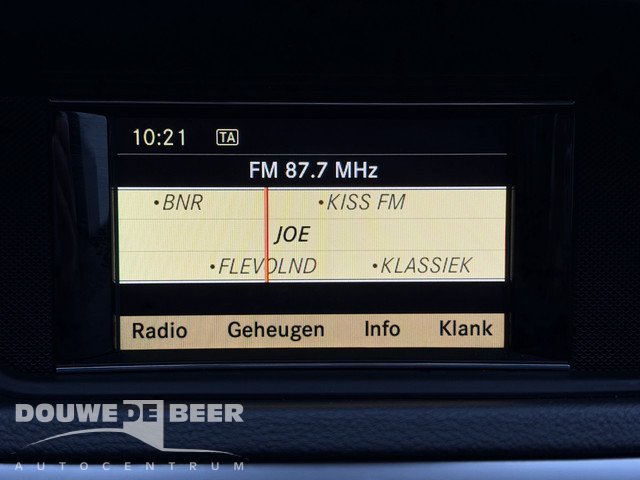 10:21 TA
FM 87.7 MHz
•BNR •KISS FM
JOE
•FLEVOLND •KLASSIEK
Radio Geheugen Info Klank
DOUWE DE BEER
AUTOCENTRUM